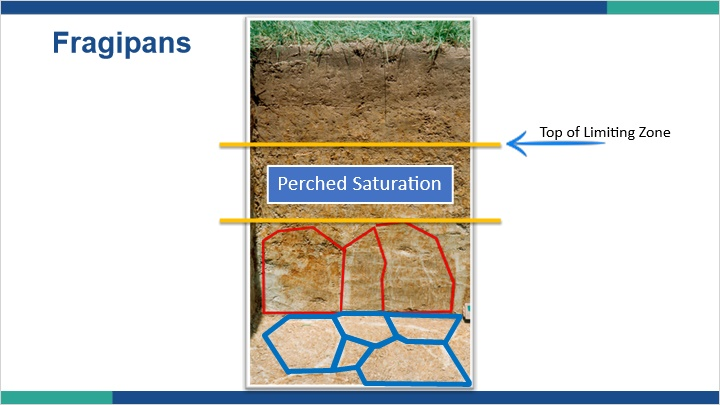 Fragipans
Top of Limiting Zone
Perched Saturation